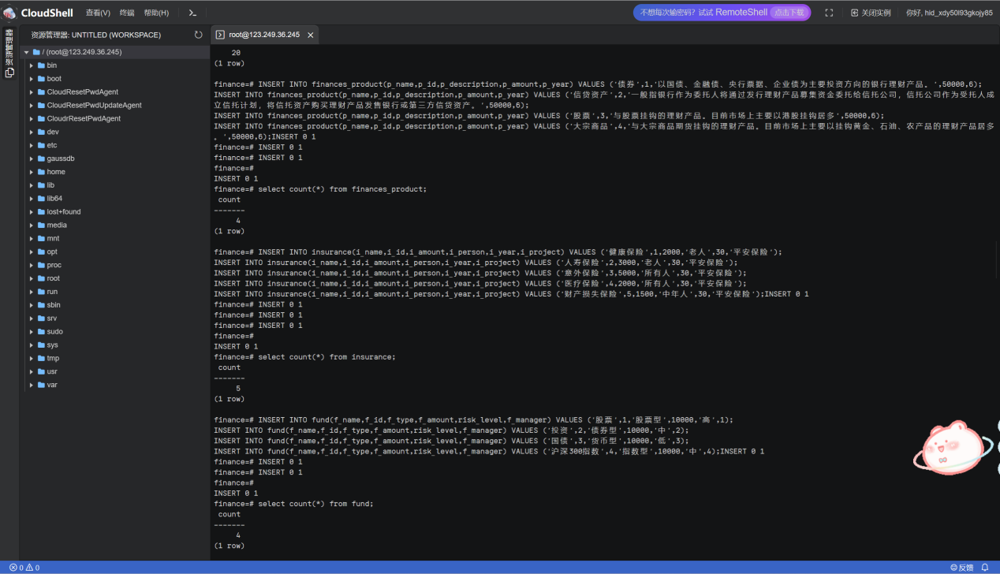 CloudShell 查看(V) 终端 帮助(H) 不想每次输密码？试试 RemoteShell 点击下载 关闭实例 你好, hid_xdy50l93gkojy85
资源管理器
资源管理器: UNTITLED (WORKSPACE)
/ (root@123.249.36.245)
bin
boot
CloudResetPwdAgent
CloudResetPwdUpdateAgent
CloudrResetPwdAgent
dev
etc
gaussdb
home
lib
lib64
lost+found
media
mnt
opt
proc
root
run
sbin
srv
sudo
sys
tmp
usr
var
root@123.249.36.245
20
(1 row)
finance=# INSERT INTO finances_product(p_name,p_id,p_description,p_amount,p_year) VALUES ('债券',1,'以国债、金融债、央行票据、企业债为主要投资方向的银行理财产品。',50000,6);
INSERT INTO finances_product(p_name,p_id,p_description,p_amount,p_year) VALUES ('信贷资产',2,'一般指银行作为委托人将通过发行理财产品募集资金委托给信托公司，信托公司作为受托人成
立信托计划，将信托资产购买理财产品发售银行或第三方信贷资产。',50000,6);
INSERT INTO finances_product(p_name,p_id,p_description,p_amount,p_year) VALUES ('股票',3,'与股票挂钩的理财产品。目前市场上主要以港股挂钩居多',50000,6);
INSERT INTO finances_product(p_name,p_id,p_description,p_amount,p_year) VALUES ('大宗商品',4,'与大宗商品期货挂钩的理财产品。目前市场上主要以挂钩黄金、石油、农产品的理财产品居多
。',50000,6);INSERT 0 1
finance=# INSERT 0 1
finance=# INSERT 0 1
finance=#
INSERT 0 1
finance=# select count(*) from finances_product;
count
-------
4
(1 row)
finance=# INSERT INTO insurance(i_name,i_id,i_amount,i_person,i_year,i_project) VALUES ('健康保险',1,2000,'老人',30,'平安保险');
INSERT INTO insurance(i_name,i_id,i_amount,i_person,i_year,i_project) VALUES ('人寿保险',2,3000,'老人',30,'平安保险');
INSERT INTO insurance(i_name,i_id,i_amount,i_person,i_year,i_project) VALUES ('意外保险',3,5000,'所有人',30,'平安保险');
INSERT INTO insurance(i_name,i_id,i_amount,i_person,i_year,i_project) VALUES ('医疗保险',4,2000,'所有人',30,'平安保险');
INSERT INTO insurance(i_name,i_id,i_amount,i_person,i_year,i_project) VALUES ('财产损失保险',5,1500,'中年人',30,'平安保险');INSERT 0 1
finance=# INSERT 0 1
finance=# INSERT 0 1
finance=# INSERT 0 1
finance=#
INSERT 0 1
finance=# select count(*) from insurance;
count
-------
5
(1 row)
finance=# INSERT INTO fund(f_name,f_id,f_type,f_amount,risk_level,f_manager) VALUES ('股票',1,'股票型',10000,'高',1);
INSERT INTO fund(f_name,f_id,f_type,f_amount,risk_level,f_manager) VALUES ('投资',2,'债券型',10000,'中',2);
INSERT INTO fund(f_name,f_id,f_type,f_amount,risk_level,f_manager) VALUES ('国债',3,'货币型',10000,'低',3);
INSERT INTO fund(f_name,f_id,f_type,f_amount,risk_level,f_manager) VALUES ('沪深300指数',4,'指数型',10000,'中',4);INSERT 0 1
finance=# INSERT 0 1
finance=# INSERT 0 1
finance=#
INSERT 0 1
finance=# select count(*) from fund;
count
-------
4
(1 row)
0 0 反馈